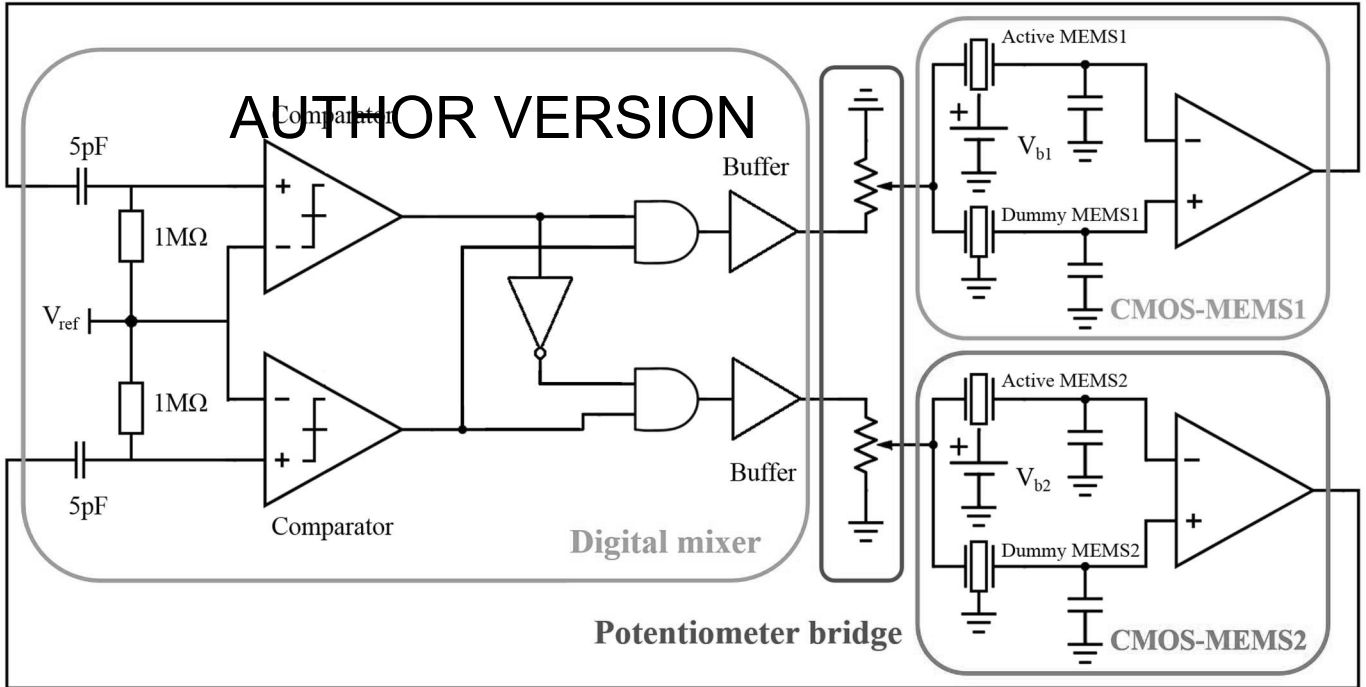 Active MEMS1
AUTHOR VERSION
Comparator
5pF
+
V_b1
Buffer
−
+
1MΩ
−
Dummy MEMS1
V_ref
CMOS-MEMS1
Active MEMS2
1MΩ
−
+
+
V_b2
−
5pF
Buffer
+
Comparator
Digital mixer
Dummy MEMS2
Potentiometer bridge
CMOS-MEMS2